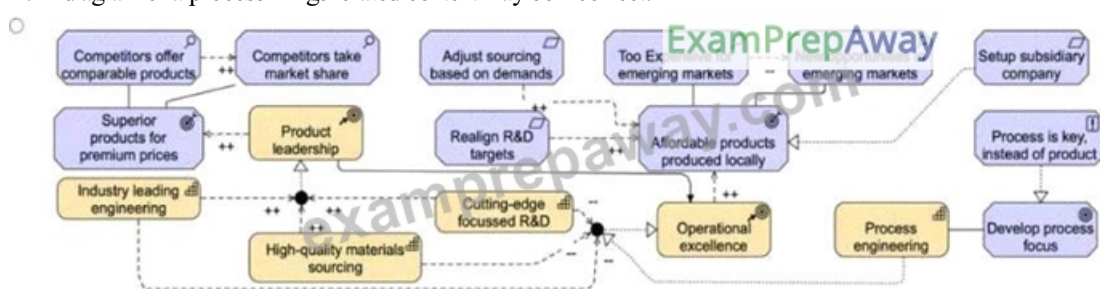 Competitors offer
comparable products
++
Competitors take
market share
Adjust sourcing
based on demands
Too
emerging markets
--
emerging markets
ExamPrepAway
Setup subsidiary
company
Superior
products for
premium prices
++
Product
leadership
++
Realign R&D
targets
++
Affordable products
produced locally
Process is key,
instead of product
Industry leading
engineering
++
++
++
Cutting-edge
focussed R&D
--
++
High-quality materials
sourcing
--
--
Operational
excellence
Process
engineering
Develop process
focus
examprepaway.com